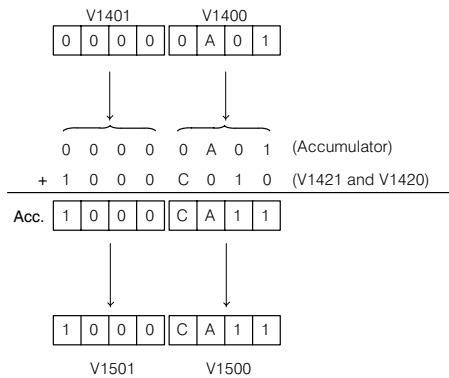 V1401 V1400
0 0 0 0 0 A 0 1
0 0 0 0 0 A 0 1 (Accumulator)
+ 1 0 0 0 C 0 1 0 (V1421 and V1420)
Acc. 1 0 0 0 C A 1 1
1 0 0 0 C A 1 1
V1501 V1500